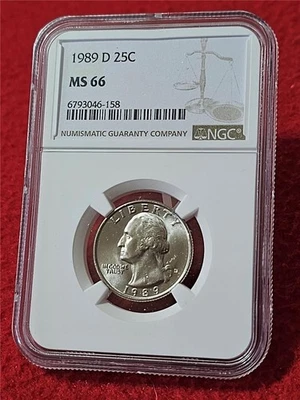 1989 D 25C
MS 66
6793046-158
NUMISMATIC GUARANTY COMPANY
NGC®
LIBERTY
IN GOD WE
TRUST
D
1989